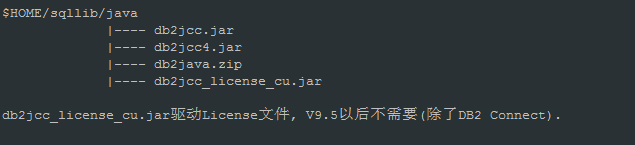 $HOME/sqllib/java
|---- db2jcc.jar
|---- db2jcc4.jar
|---- db2java.zip
|---- db2jcc_license_cu.jar
db2jcc_license_cu.jar驱动License文件, V9.5以后不需要(除了DB2 Connect).